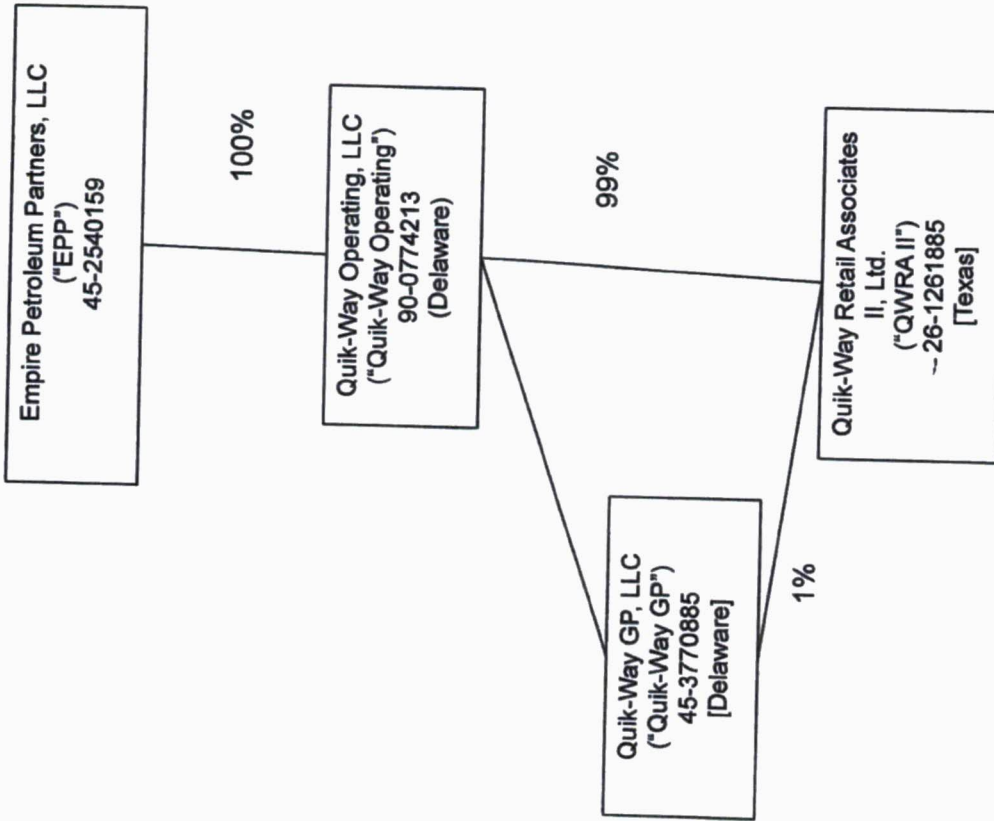 Empire Petroleum Partners, LLC
("EPP")
45-2540159
100%
Quik-Way Operating, LLC
("Quik-Way Operating")
90-0774213
(Delaware)
99%
Quik-Way GP, LLC
("Quik-Way GP")
45-3770885
[Delaware]
1%
Quik-Way Retail Associates
II, Ltd.
("QWRA II")
--26-1261885
[Texas]